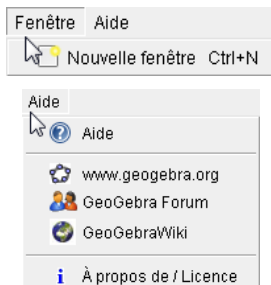 Fenêtre Aide
Nouvelle fenêtre Ctrl+N
Aide
Aide
www.geogebra.org
GeoGebra Forum
GeoGebraWiki
À propos de / Licence